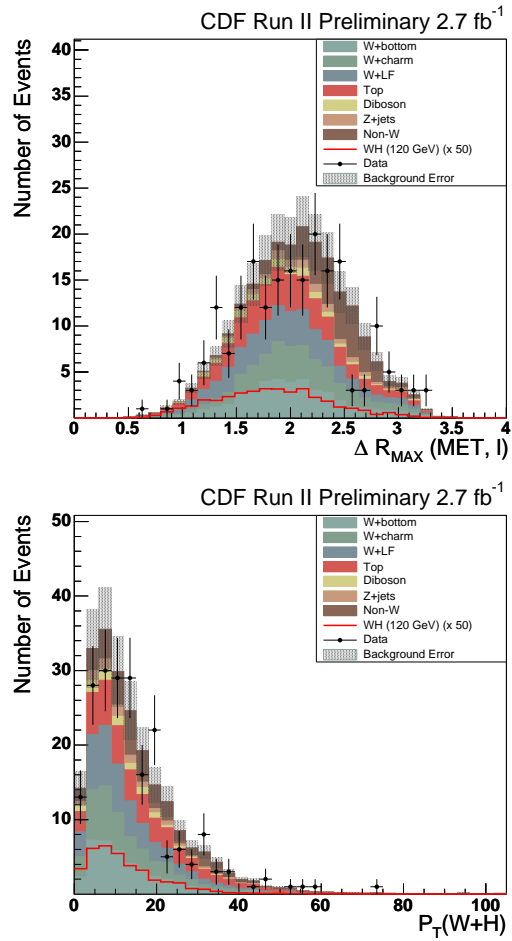 CDF Run II Preliminary 2.7 fb⁻¹
Number of Events
40
35
30
25
20
15
10
5
W+bottom
W+charm
W+LF
Top
Diboson
Z+jets
Non-W
WH (120 GeV) (x 50)
Data
Background Error
0 0.5 1 1.5 2 2.5 3 3.5 4
Δ R_MAX (MET, l)
CDF Run II Preliminary 2.7 fb⁻¹
Number of Events
50
40
30
20
10
W+bottom
W+charm
W+LF
Top
Diboson
Z+jets
Non-W
WH (120 GeV) (x 50)
Data
Background Error
0 20 40 60 80 100
P_T(W+H)